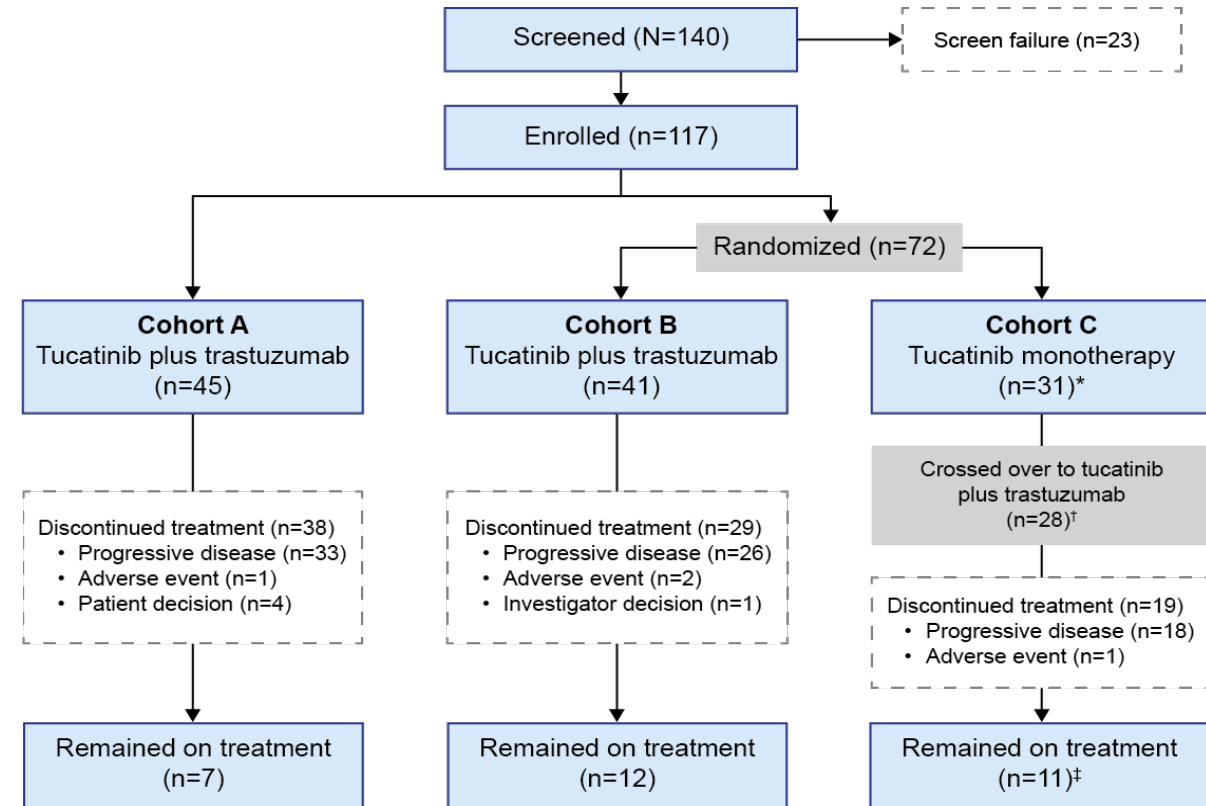 Screened (N=140)
Screen failure (n=23)
Enrolled (n=117)
Randomized (n=72)
Cohort A
Tucatinib plus trastuzumab
(n=45)
Cohort B
Tucatinib plus trastuzumab
(n=41)
Cohort C
Tucatinib monotherapy
(n=31)*
Crossed over to tucatinib
plus trastuzumab
(n=28)†
Discontinued treatment (n=38)
• Progressive disease (n=33)
• Adverse event (n=1)
• Patient decision (n=4)
Discontinued treatment (n=29)
• Progressive disease (n=26)
• Adverse event (n=2)
• Investigator decision (n=1)
Discontinued treatment (n=19)
• Progressive disease (n=18)
• Adverse event (n=1)
Remained on treatment
(n=7)
Remained on treatment
(n=12)
Remained on treatment
(n=11)‡